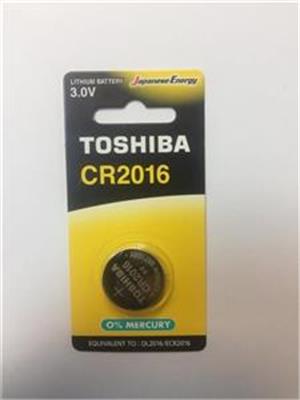 Japanese Energy
LITHIUM BATTERY
3.0V
TOSHIBA
CR2016
+
TOSHIBA
CR2016
0% MERCURY
EQUIVALENT TO : DL2016/ECR2016